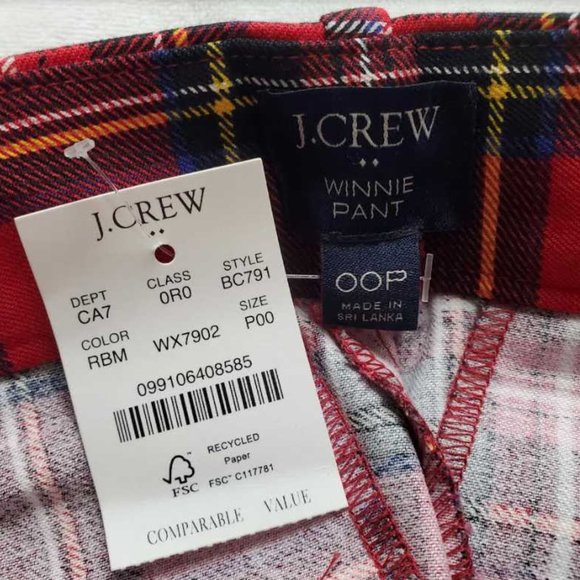 J.CREW
WINNIE
PANT
OOP
MADE IN
SRI LANKA
J.CREW
DEPT CLASS STYLE
CA7 0R0 BC791
COLOR SIZE
RBM WX7902 P00
099106408585
RECYCLED
Paper
FSC FSC™ C117781
COMPARABLE VALUE